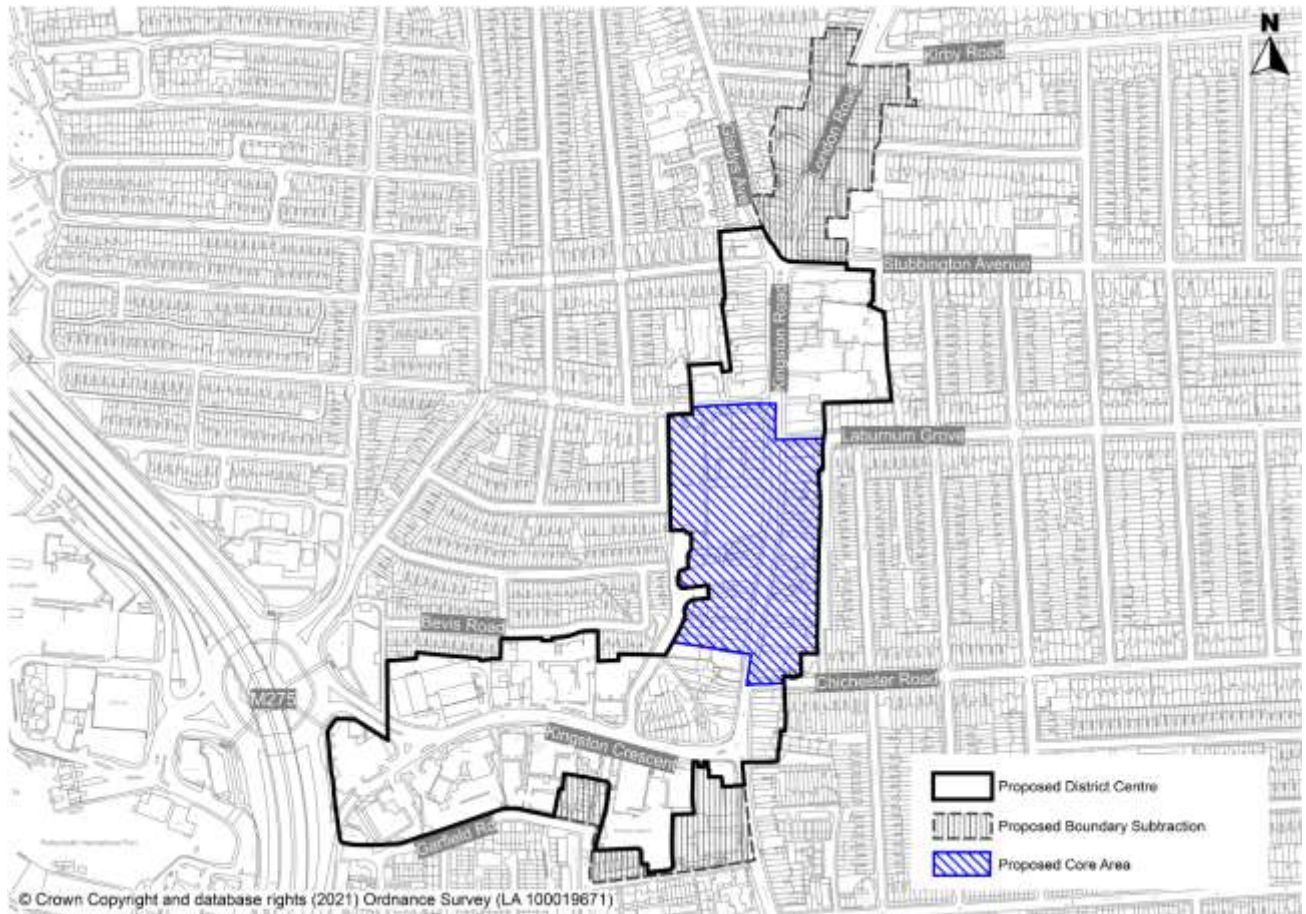 N
Kirby Road
London Road
Gladys Ave
Stubbington Avenue
Kingston Road
Laburnum Grove
Bevis Road
Chichester Road
M275
Kingston Crescent
Garfield Rd
Proposed District Centre
Proposed Boundary Subtraction
Proposed Core Area
© Crown Copyright and database rights (2021) Ordnance Survey (LA 100019671)